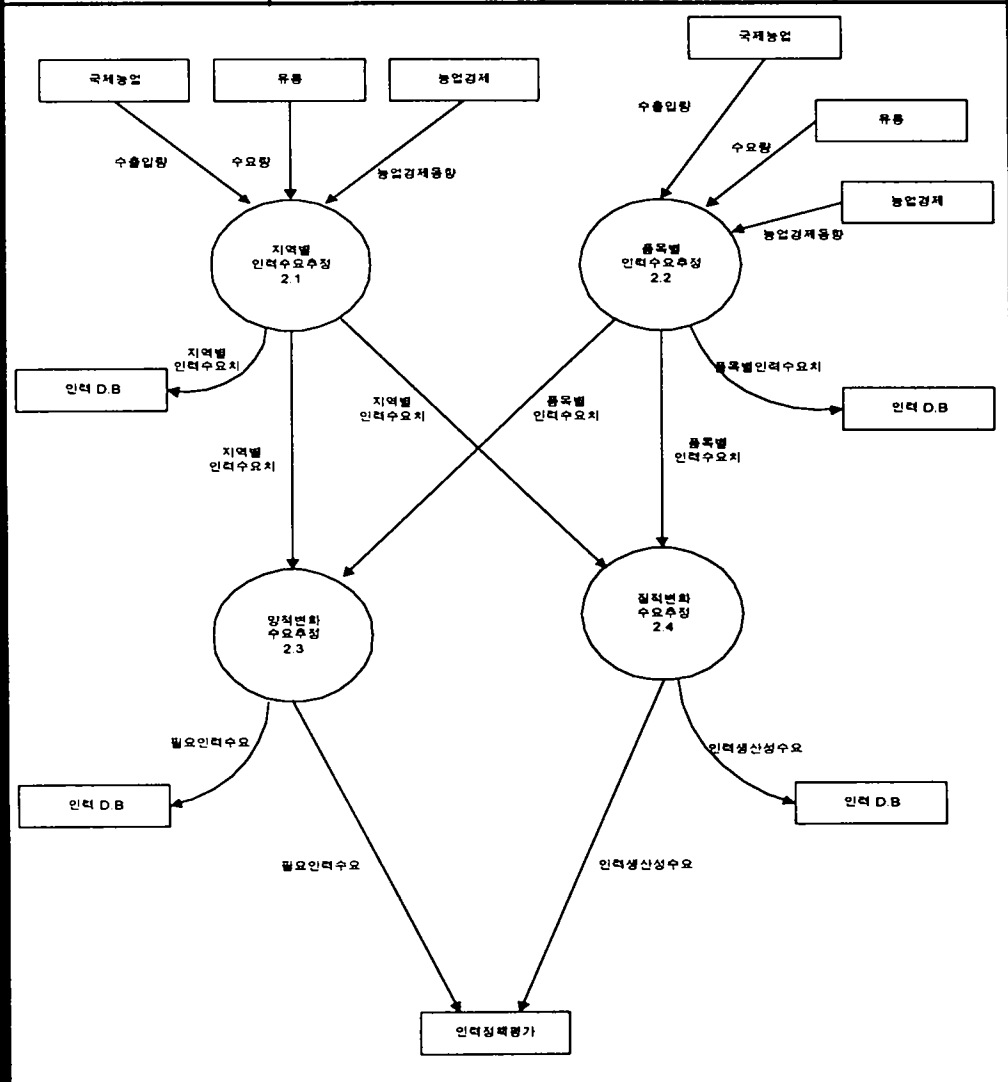 국제농업
국제농업
유통
농업경제
유통
수출입량
수요량
농업경제동향
수출입량
수요량
농업경제
농업경제동향
지역별
인력수요추정
2.1
품목별
인력수요추정
2.2
지역별
인력수요치
인력 D.B
지역별
인력수요치
품목별
인력수요치
품목별인력수요치
인력 D.B
지역별
인력수요치
품목별
인력수요치
양적변화
수요추정
2.3
질적변화
수요추정
2.4
필요인력수요
인력 D.B
인력생산성수요
인력 D.B
필요인력수요
인력생산성수요
인력정책평가